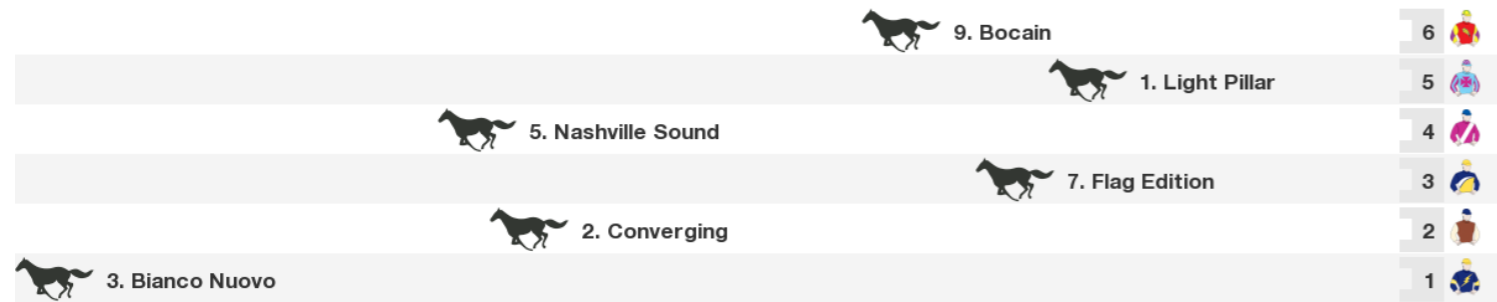 9. Bocain 6
1. Light Pillar 5
5. Nashville Sound 4
7. Flag Edition 3
2. Converging 2
3. Bianco Nuovo 1